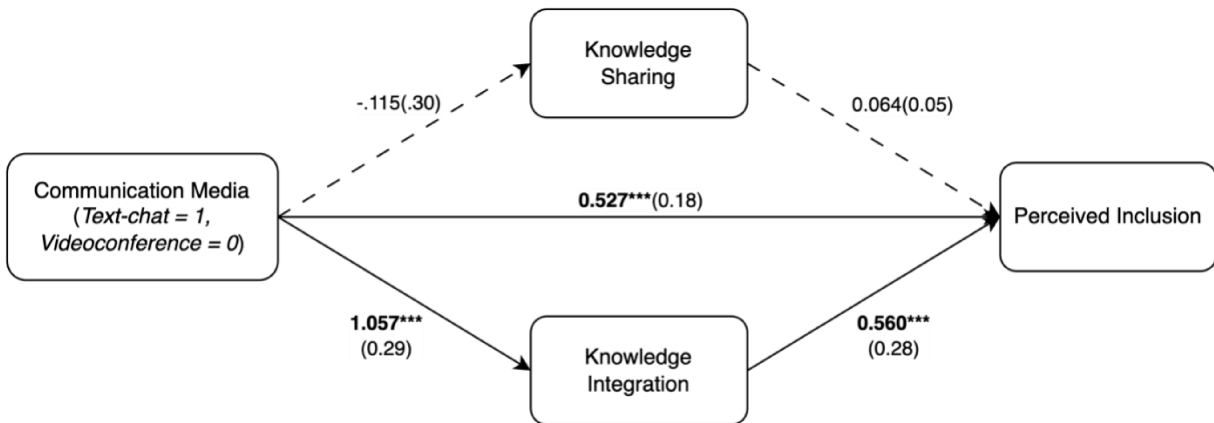 Knowledge
Sharing
-.115(.30)
0.064(0.05)
Communication Media
(Text-chat = 1,
Videoconference = 0)
0.527***(0.18)
Perceived Inclusion
1.057***
(0.29)
0.560***
(0.28)
Knowledge
Integration